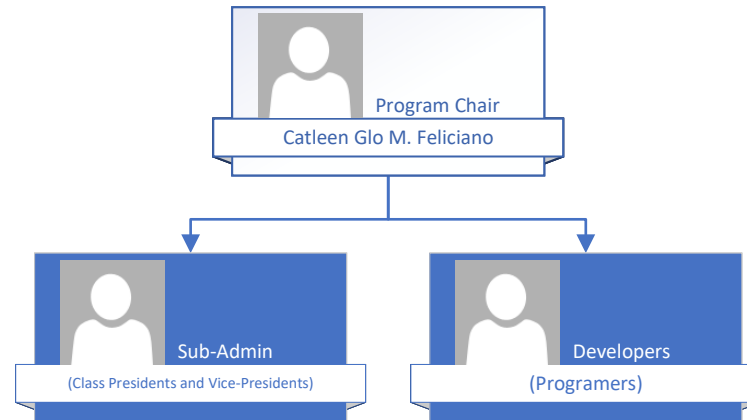 Program Chair
Catleen Glo M. Feliciano
Sub-Admin
(Class Presidents and Vice-Presidents)
Developers
(Programers)